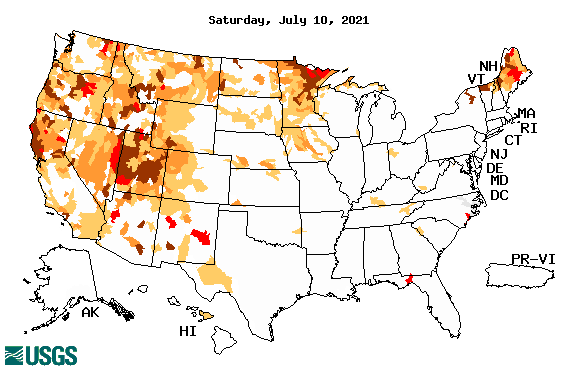 Saturday, July 10, 2021
NH
VT
MA
RI
CT
NJ
DE
MD
DC
PR-VI
AK
HI
USGS